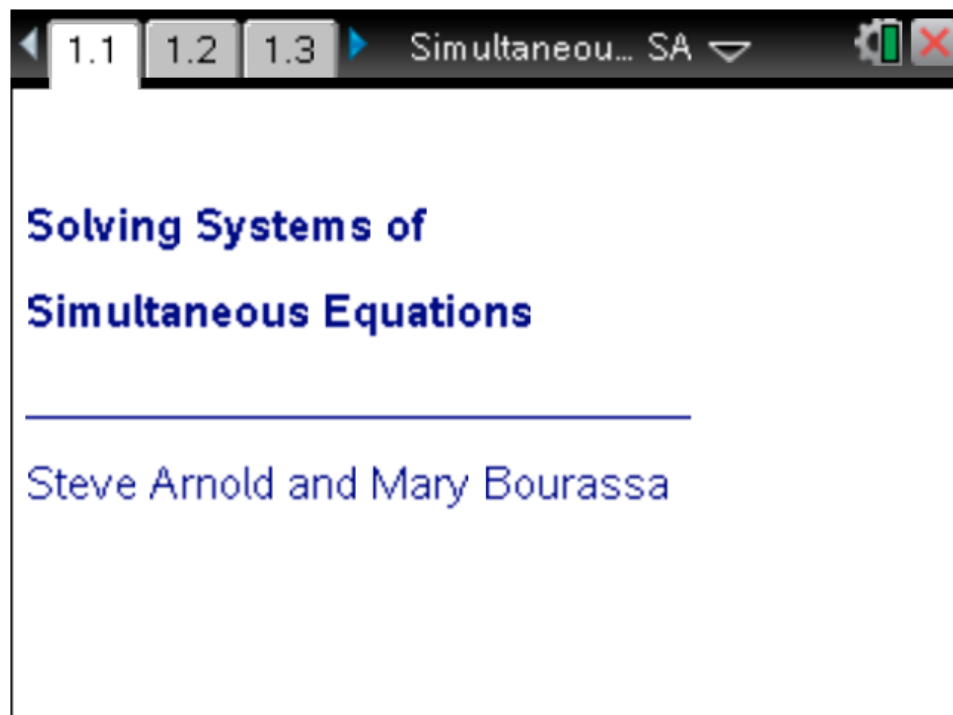 1.1 1.2 1.3 Simultaneou... SA
Solving Systems of
Simultaneous Equations
Steve Arnold and Mary Bourassa